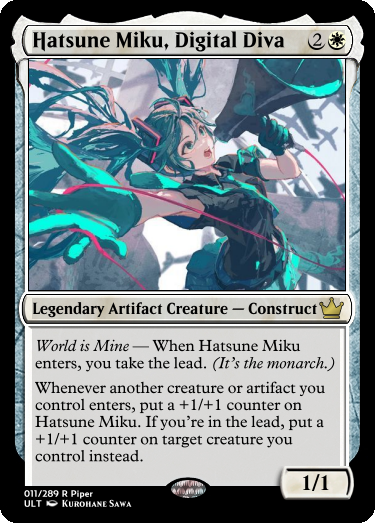 Hatsune Miku, Digital Diva 2
Legendary Artifact Creature — Construct
World is Mine — When Hatsune Miku
enters, you take the lead. (It's the monarch.)
Whenever another creature or artifact you
control enters, put a +1/+1 counter on
Hatsune Miku. If you're in the lead, put a
+1/+1 counter on target creature you
control instead.
1/1
011/289 R Piper
ULT Kurohane Sawa